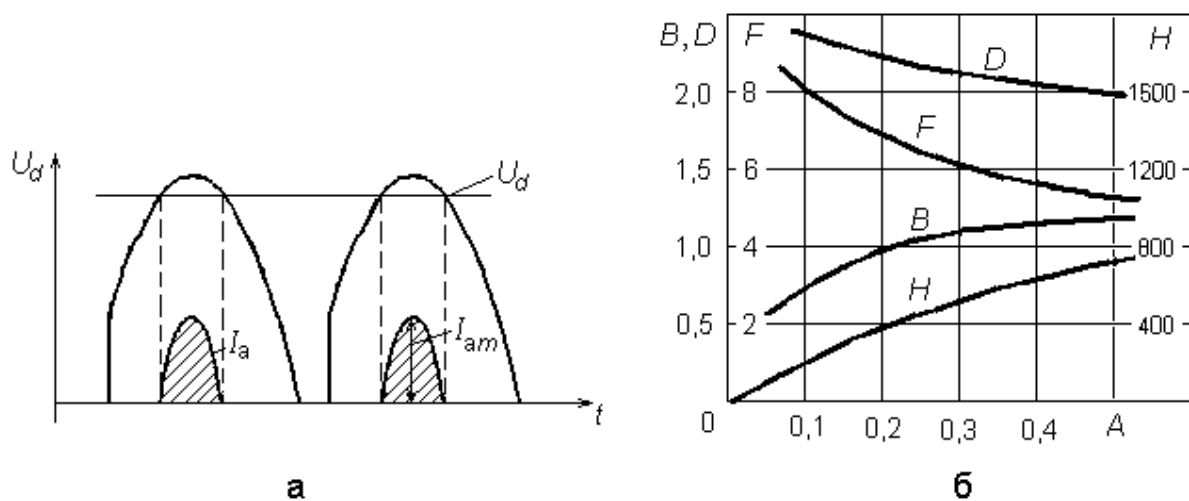 U_d
U_d
I_a
I_am
t
а
B, D F H
D
2,0 8 1500
F
1,5 6 1200
B
1,0 4 800
H
0,5 2 400
0 0,1 0,2 0,3 0,4 A
б